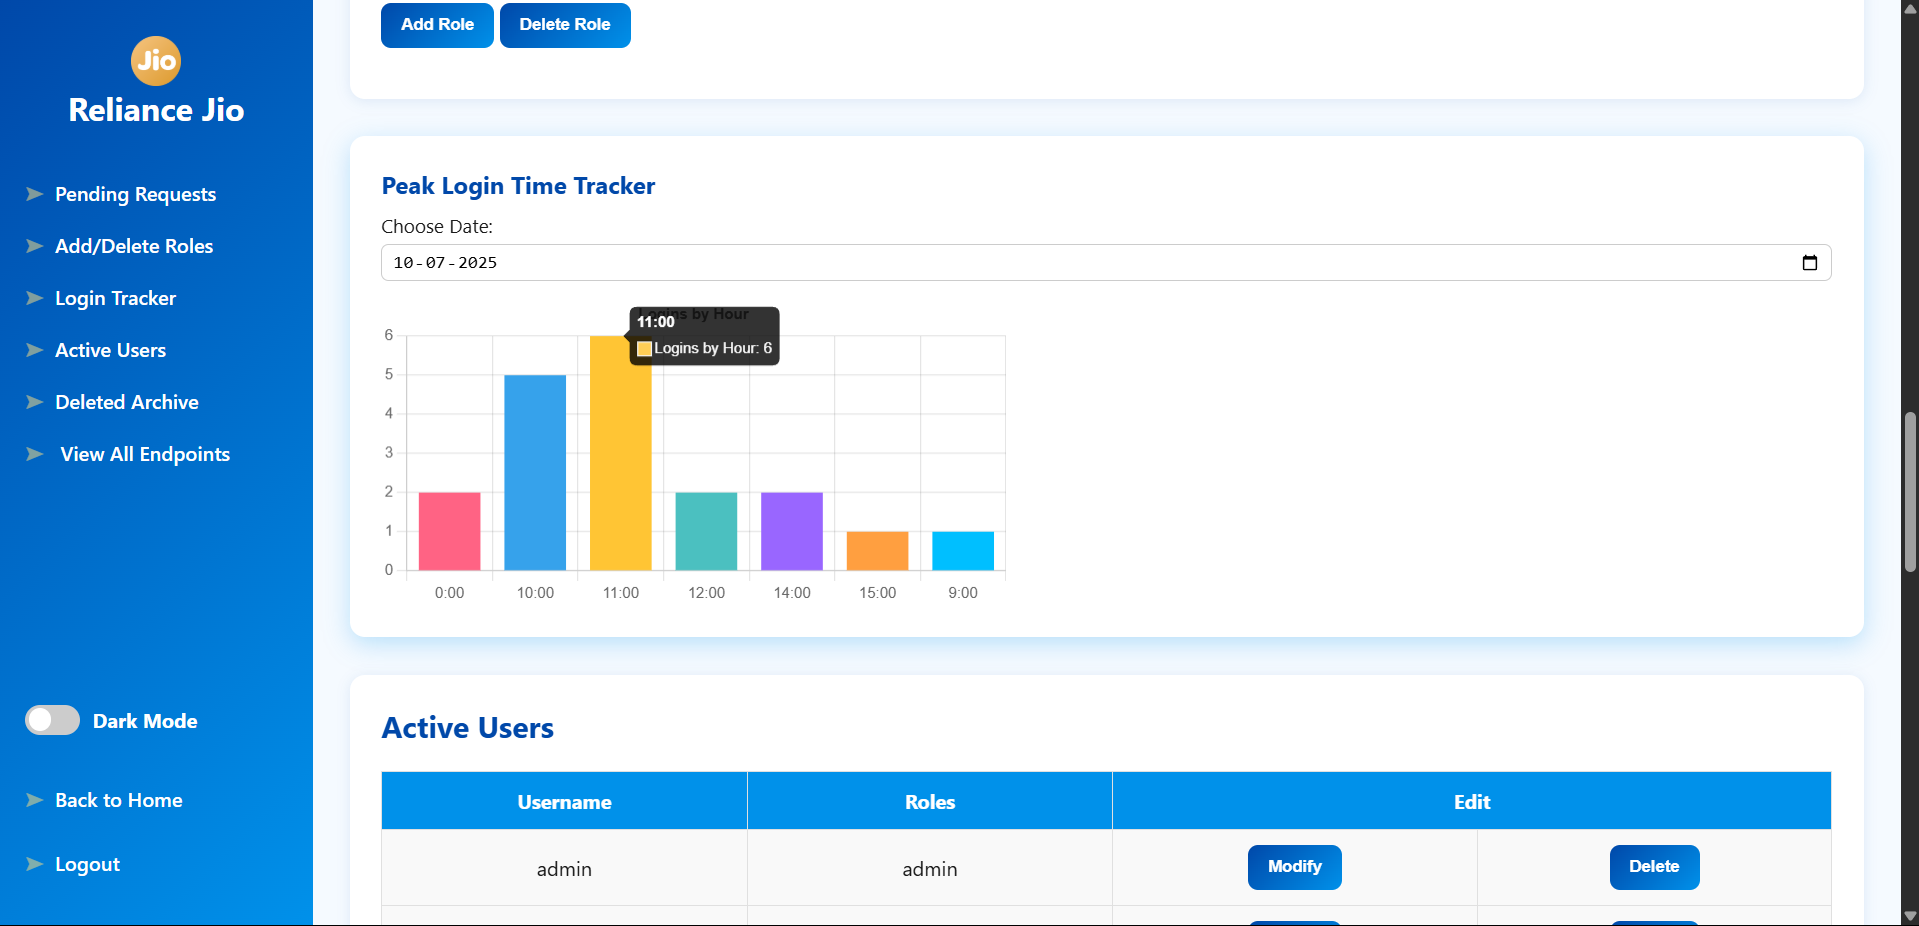 Jio
Reliance Jio
Pending Requests
Add/Delete Roles
Login Tracker
Active Users
Deleted Archive
View All Endpoints
Dark Mode
Back to Home
Logout
Add Role Delete Role
Peak Login Time Tracker
Choose Date:
10-07-2025
Logins by Hour
11:00
Logins by Hour: 6
6
5
4
3
2
1
0
0:00 10:00 11:00 12:00 14:00 15:00 9:00
Active Users
Username Roles Edit
admin admin Modify Delete